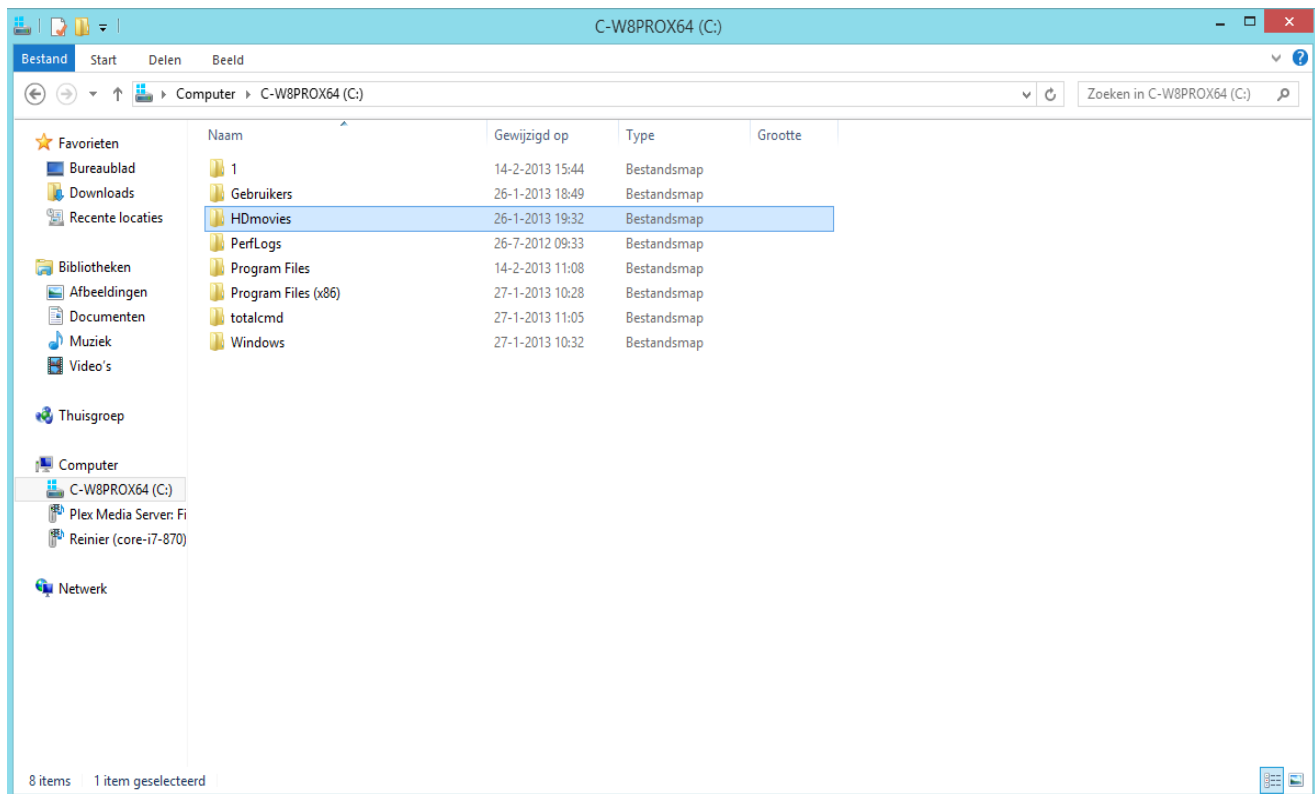 C-W8PROX64 (C:)
Bestand Start Delen Beeld
Computer C-W8PROX64 (C:) Zoeken in C-W8PROX64 (C:)
Favorieten
Bureaublad
Downloads
Recente locaties
Bibliotheken
Afbeeldingen
Documenten
Muziek
Video's
Thuisgroep
Computer
C-W8PROX64 (C:)
Plex Media Server: Fi
Reinier (core-i7-870)
Netwerk
Naam Gewijzigd op Type Grootte
1 14-2-2013 15:44 Bestandsmap
Gebruikers 26-1-2013 18:49 Bestandsmap
HDmovies 26-1-2013 19:32 Bestandsmap
PerfLogs 26-7-2012 09:33 Bestandsmap
Program Files 14-2-2013 11:08 Bestandsmap
Program Files (x86) 27-1-2013 10:28 Bestandsmap
totalcmd 27-1-2013 11:05 Bestandsmap
Windows 27-1-2013 10:32 Bestandsmap
8 items 1 item geselecteerd